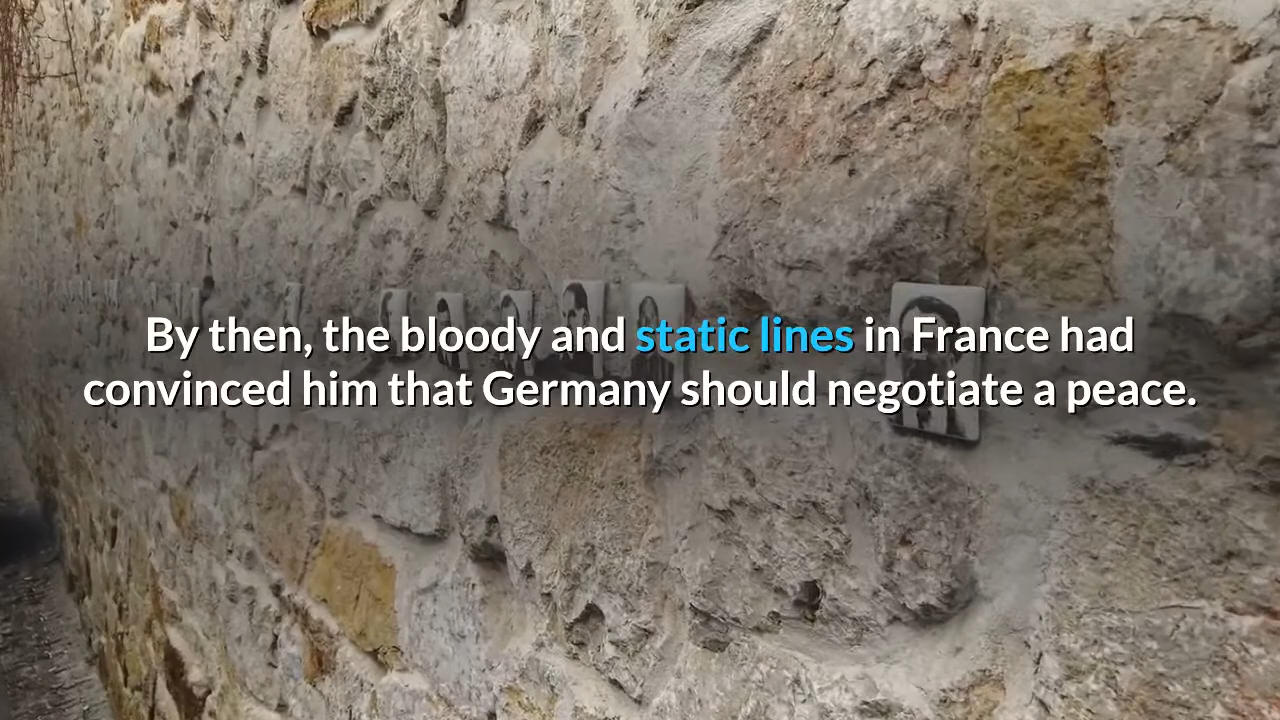 By then, the bloody and static lines in France had
convinced him that Germany should negotiate a peace.